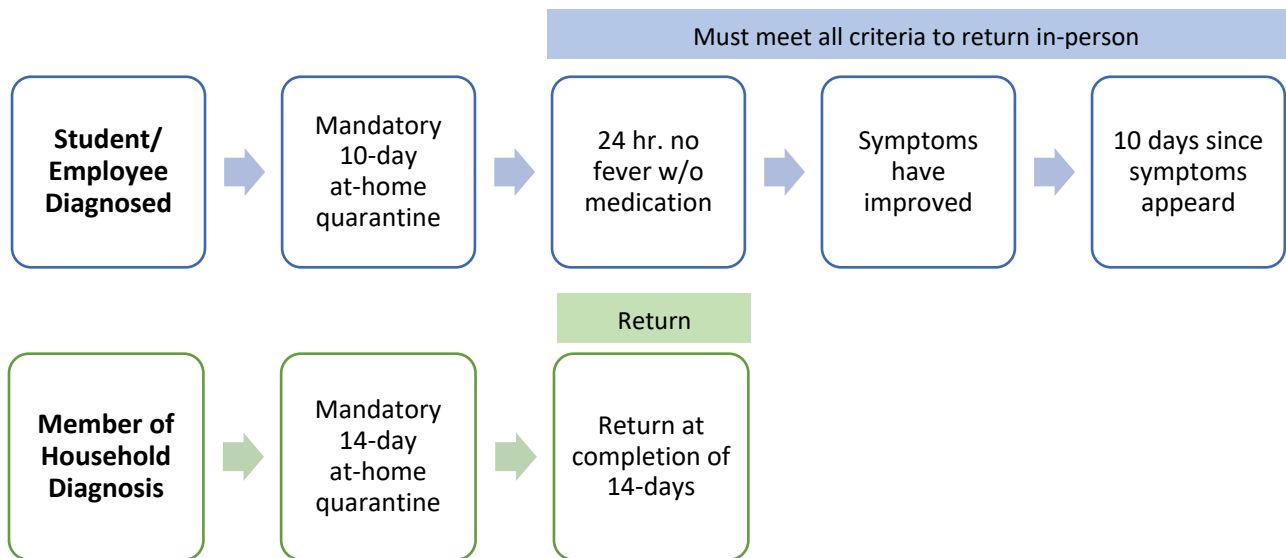 Must meet all criteria to return in-person
Student/
Employee
Diagnosed
Mandatory
10-day
at-home
quarantine
24 hr. no
fever w/o
medication
Symptoms
have
improved
10 days since
symptoms
appeard
Return
Member of
Household
Diagnosis
Mandatory
14-day
at-home
quarantine
Return at
completion of
14-days